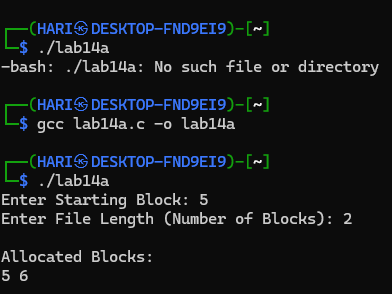 ┌──(HARI㉿DESKTOP-FND9EI9)-[~]
└─$ ./lab14a
-bash: ./lab14a: No such file or directory
┌──(HARI㉿DESKTOP-FND9EI9)-[~]
└─$ gcc lab14a.c -o lab14a
┌──(HARI㉿DESKTOP-FND9EI9)-[~]
└─$ ./lab14a
Enter Starting Block: 5
Enter File Length (Number of Blocks): 2
Allocated Blocks:
5 6